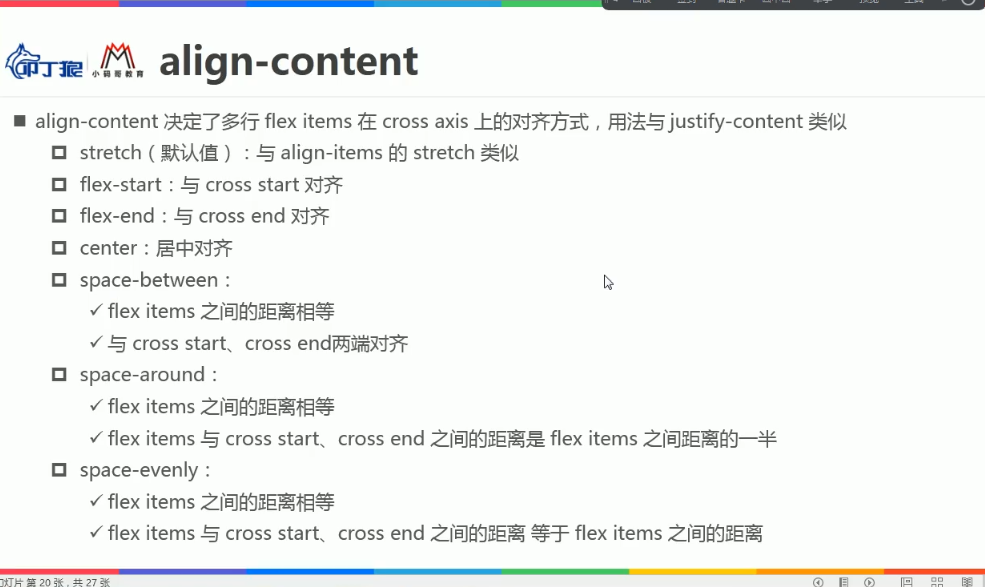 叩丁狼
小码哥教育
align-content
■ align-content 决定了多行 flex items 在 cross axis 上的对齐方式，用法与 justify-content 类似
stretch（默认值）：与 align-items 的 stretch 类似
flex-start：与 cross start 对齐
flex-end：与 cross end 对齐
center：居中对齐
space-between：
✓ flex items 之间的距离相等
✓ 与 cross start、cross end两端对齐
space-around：
✓ flex items 之间的距离相等
✓ flex items 与 cross start、cross end 之间的距离是 flex items 之间距离的一半
space-evenly：
✓ flex items 之间的距离相等
✓ flex items 与 cross start、cross end 之间的距离 等于 flex items 之间的距离
幻灯片 第 20 张，共 27 张